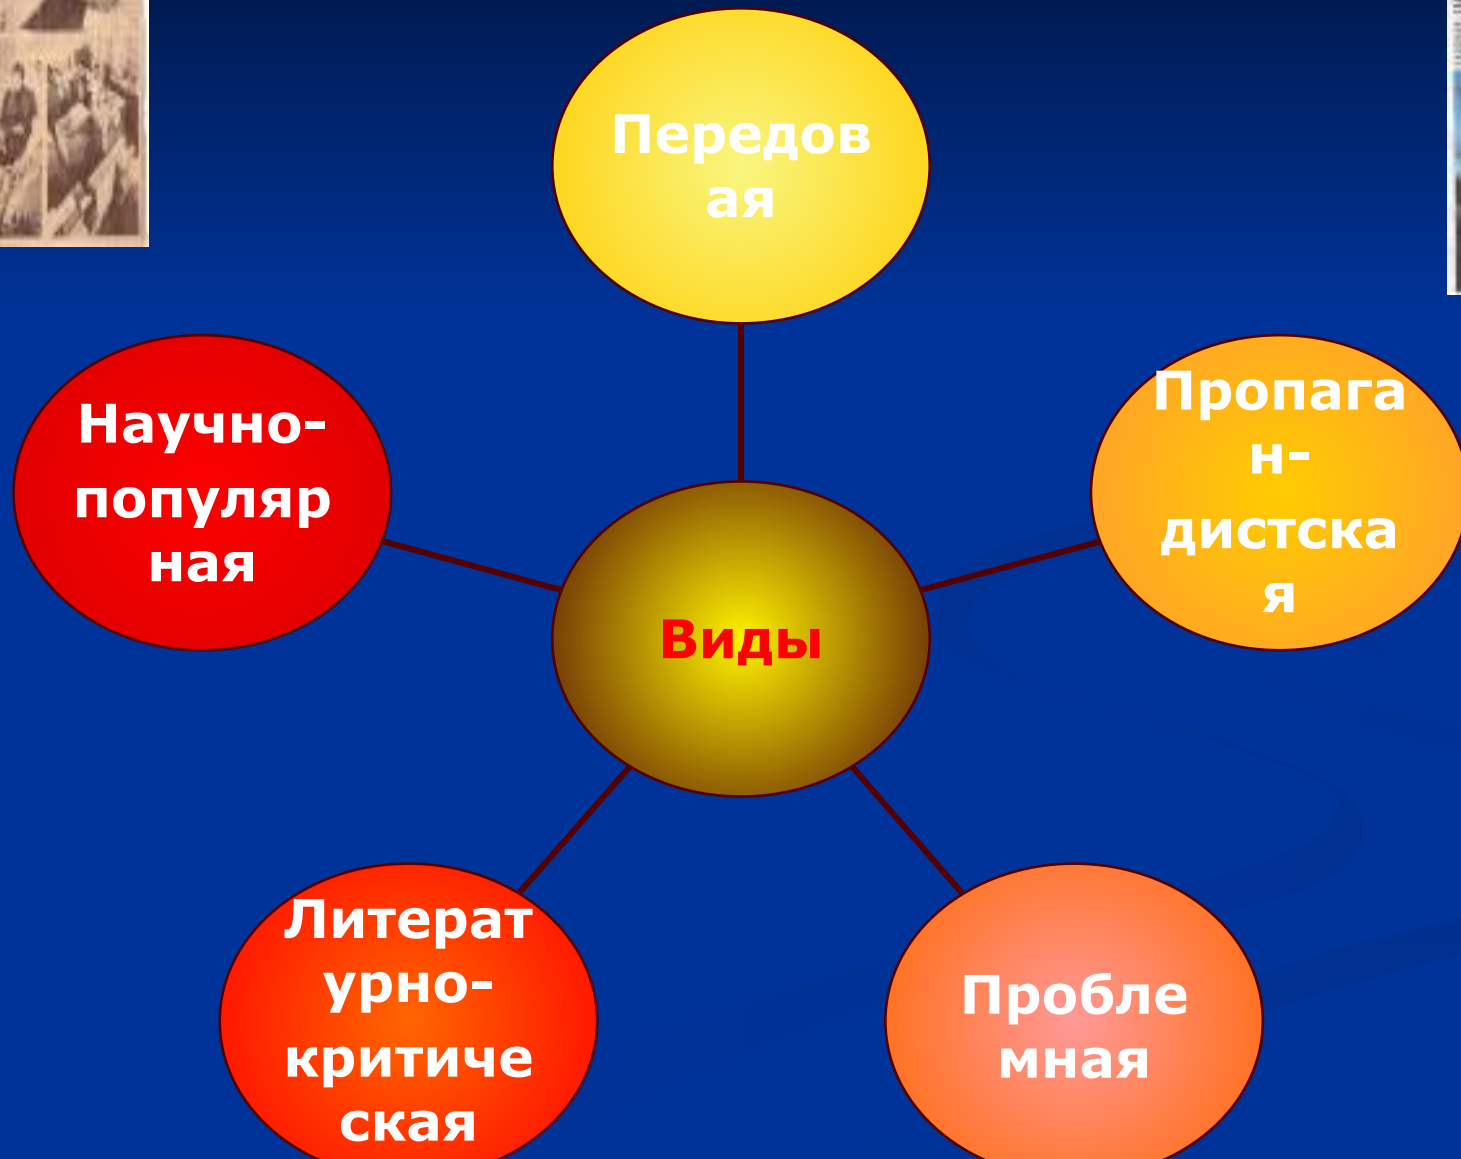 Передов
ая
Научно-
популяр
ная
Пропага
н-
дистска
я
Виды
Литерат
урно-
критиче
ская
Пробле
мная